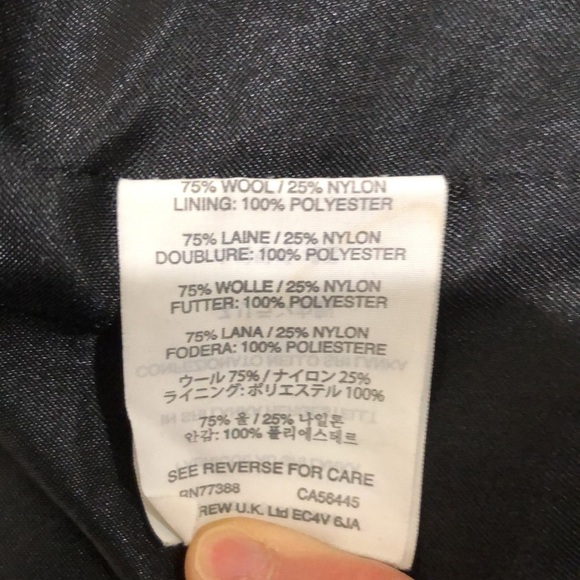 75% WOOL / 25% NYLON
LINING: 100% POLYESTER
75% LAINE / 25% NYLON
DOUBLURE: 100% POLYESTER
75% WOLLE / 25% NYLON
FUTTER: 100% POLYESTER
75% LANA / 25% NYLON
FODERA: 100% POLIESTERE
ウール 75% / ナイロン 25%
ライニング: ポリエステル 100%
75% 울 / 25% 나일론
안감: 100% 폴리에스테르
SEE REVERSE FOR CARE
RN77388 CA56445
REW U.K. Ltd EC4V 6JA